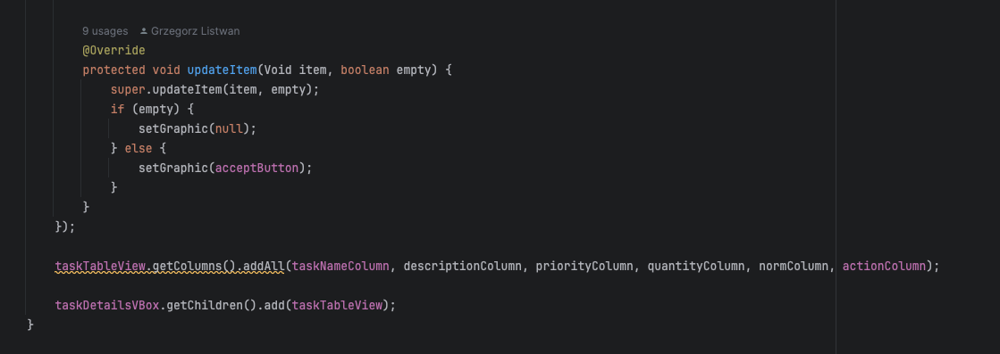 9 usages Grzegorz Listwan
@Override
protected void updateItem(Void item, boolean empty) {
super.updateItem(item, empty);
if (empty) {
setGraphic(null);
} else {
setGraphic(acceptButton);
}
}
});
taskTableView.getColumns().addAll(taskNameColumn, descriptionColumn, priorityColumn, quantityColumn, normColumn, actionColumn);
taskDetailsVBox.getChildren().add(taskTableView);
}